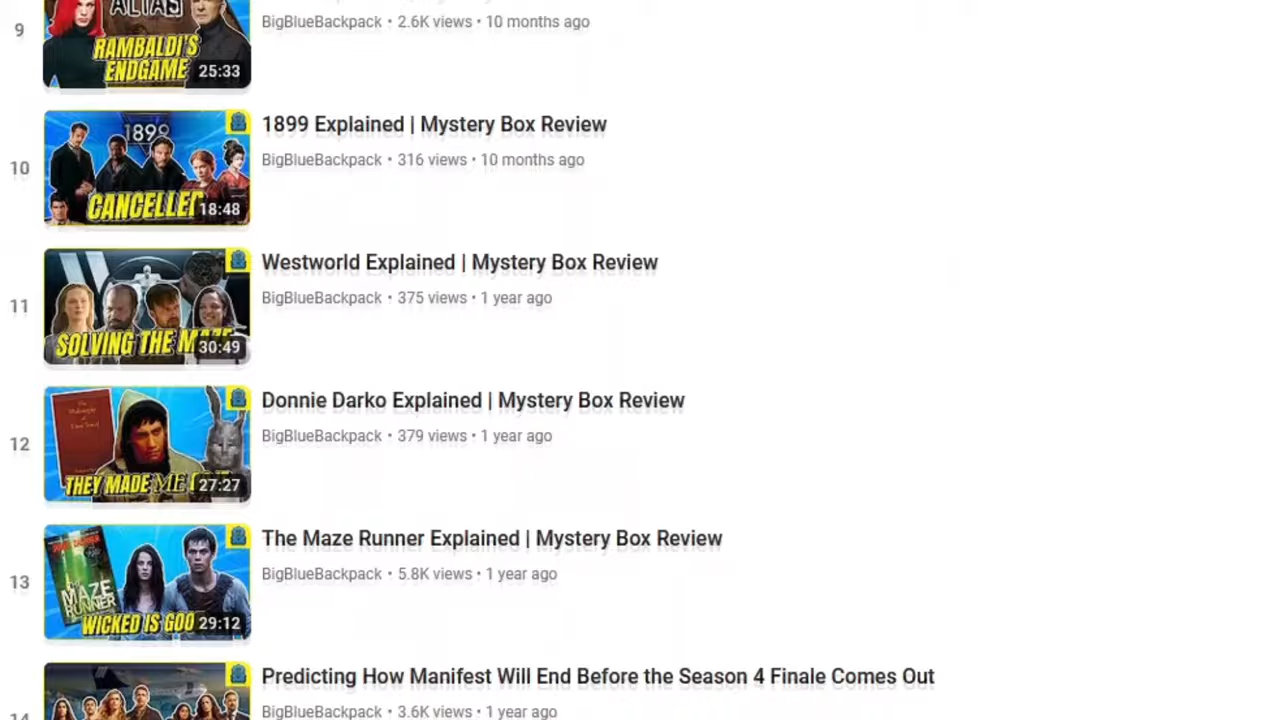 9
ALIAS
RAMBALDI'S
ENDGAME
25:33
BigBlueBackpack • 2.6K views • 10 months ago
10
1899
CANCELLED
18:48
1899 Explained | Mystery Box Review
BigBlueBackpack • 316 views • 10 months ago
11
SOLVING THE MAZE
30:49
Westworld Explained | Mystery Box Review
BigBlueBackpack • 375 views • 1 year ago
12
THEY MADE ME
27:27
Donnie Darko Explained | Mystery Box Review
BigBlueBackpack • 379 views • 1 year ago
13
MAZE
RUNNER
WICKED IS GOO
29:12
The Maze Runner Explained | Mystery Box Review
BigBlueBackpack • 5.8K views • 1 year ago
14
Predicting How Manifest Will End Before the Season 4 Finale Comes Out
BigBlueBackpack • 3.6K views • 1 year ago